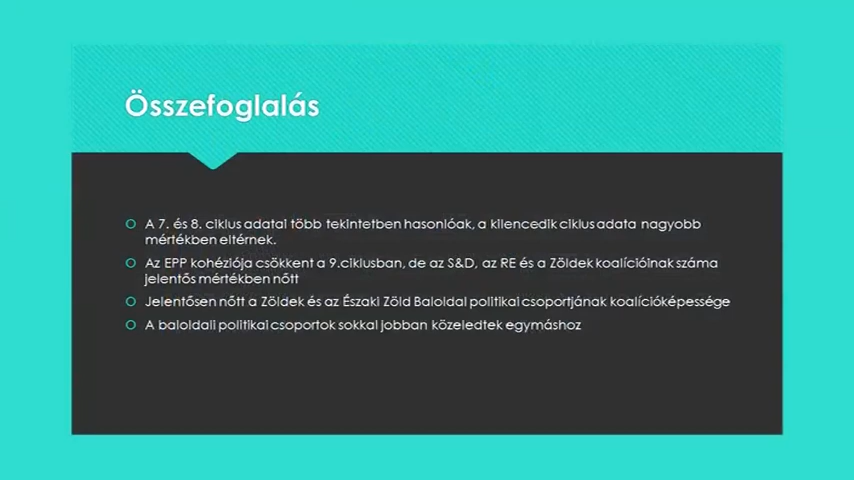 Összefoglalás
A 7. és 8. ciklus adatai több tekintetben hasonlóak, a kilencedik ciklus adata nagyobb
mértékben eltérnek.
Az EPP kohéziója csökkent a 9.ciklusban, de az S&D, az RE és a Zöldek koalícióinak száma
jelentős mértékben nőtt
Jelentősen nőtt a Zöldek és az Északi Zöld Baloldal politikai csoportjának koalícióképessége
A baloldali politikai csoportok sokkal jobban közeledtek egymáshoz